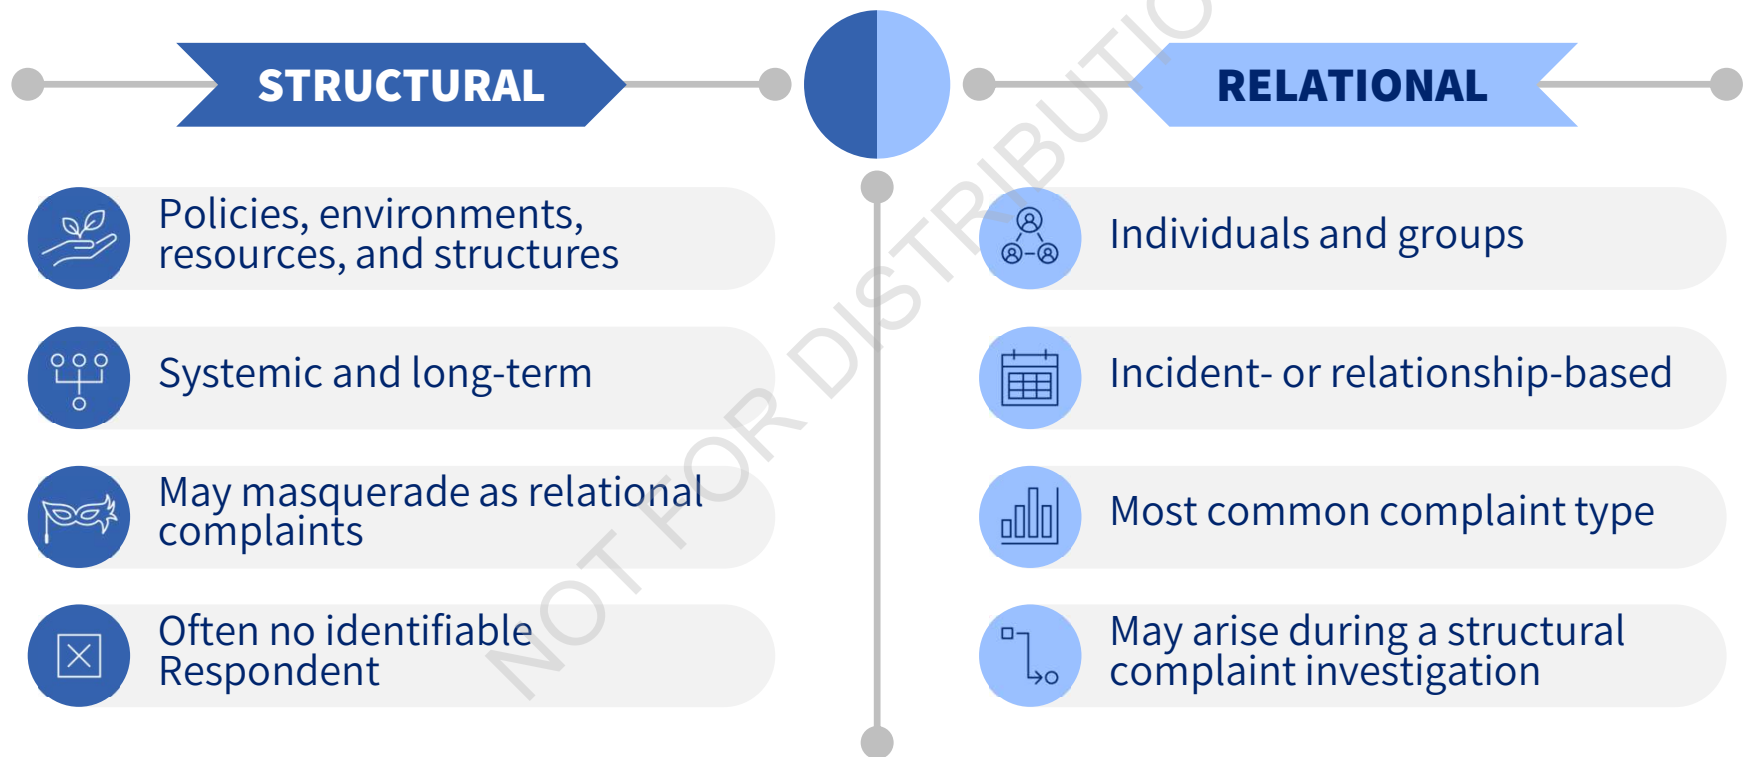 STRUCTURAL
Policies, environments,
resources, and structures
Systemic and long-term
May masquerade as relational
complaints
Often no identifiable
Respondent
RELATIONAL
Individuals and groups
Incident- or relationship-based
Most common complaint type
May arise during a structural
complaint investigation
NOT FOR DISTRIBUTIO